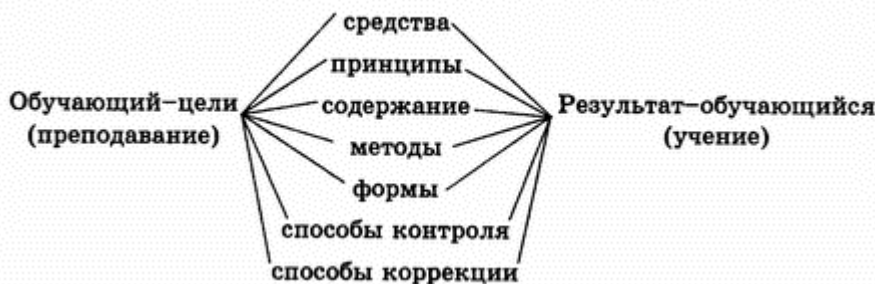 средства
принципы
Обучающий–цели
(преподавание)
содержание
методы
формы
способы контроля
способы коррекции
Результат–обучающийся
(учение)